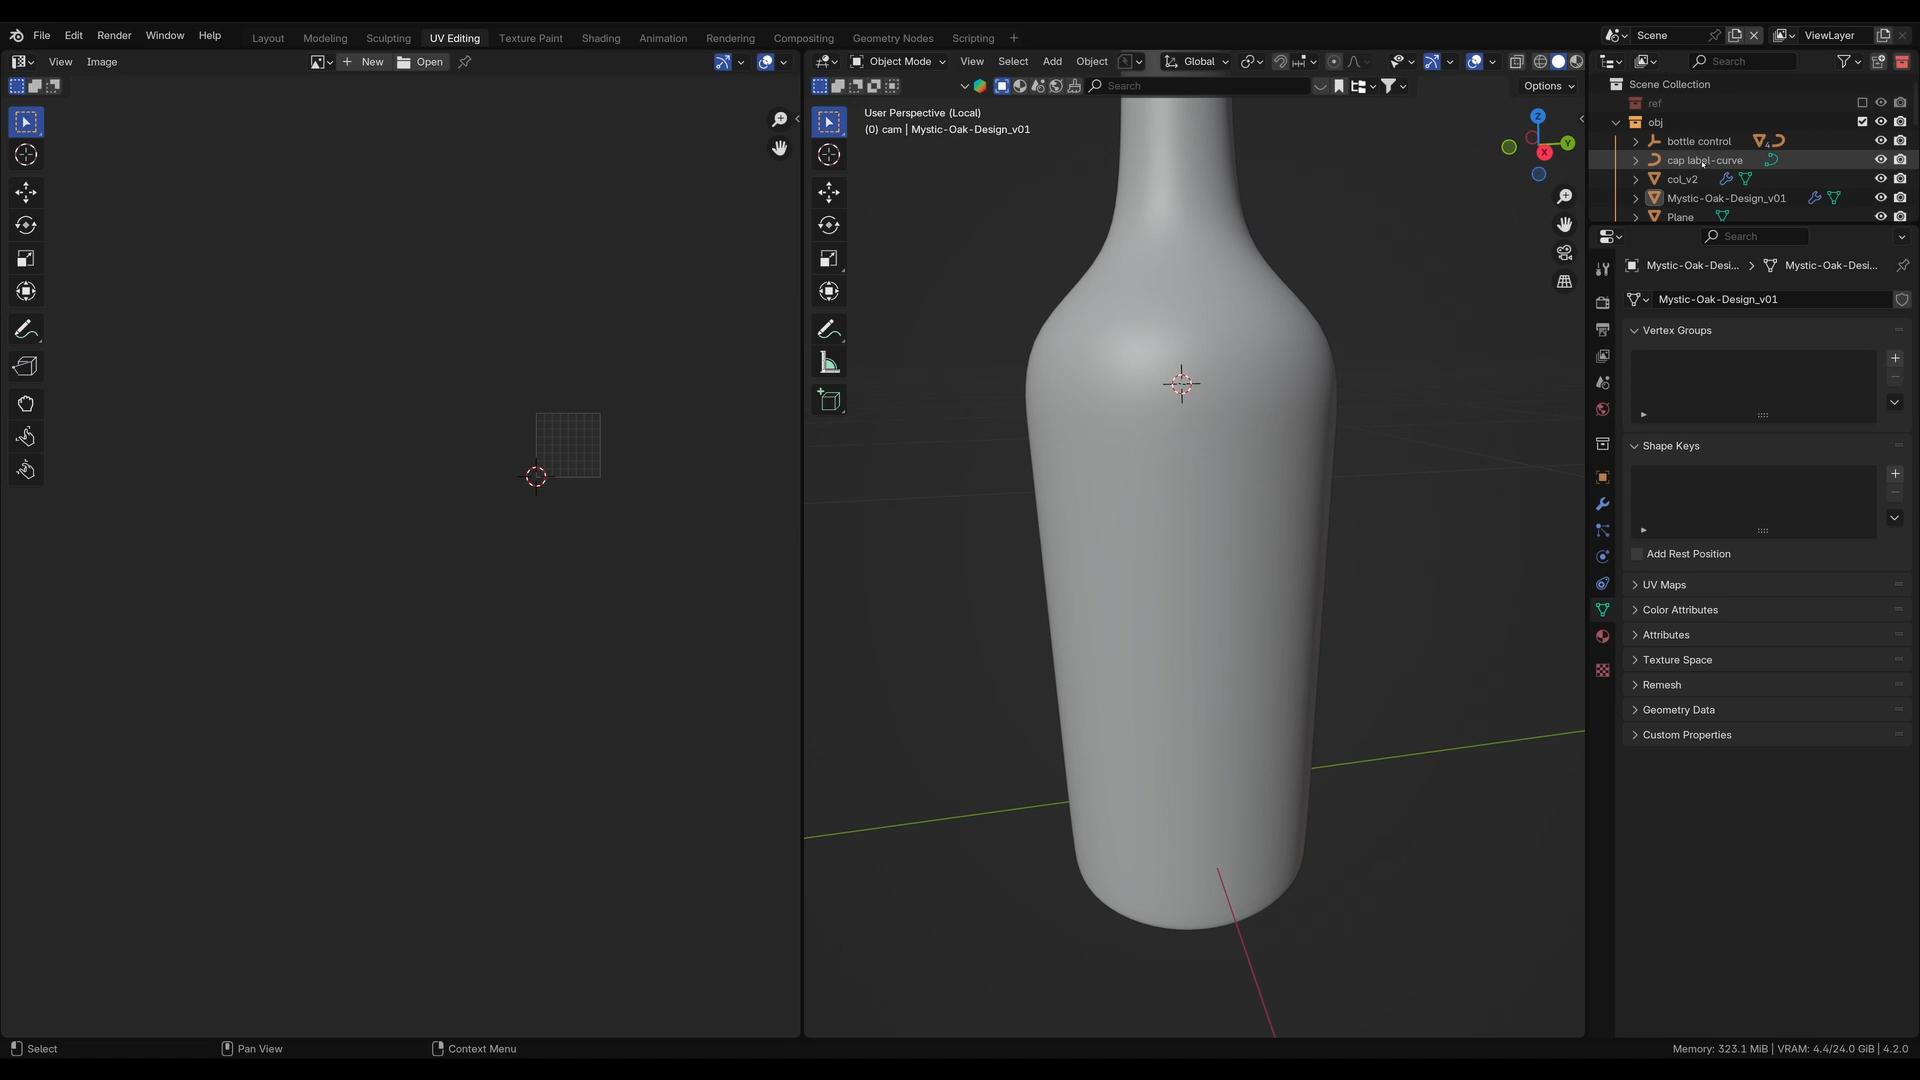 File Edit Render Window Help Layout Modeling Sculpting UV Editing Texture Paint Shading Animation Rendering Compositing Geometry Nodes Scripting + Scene ViewLayer
View Image New Open Object Mode View Select Add Object Global Search
Search Options
User Perspective (Local)
(0) cam | Mystic-Oak-Design_v01
Z
Y
X
Scene Collection
ref
obj
bottle control 4
cap label-curve
col_v2
Mystic-Oak-Design_v01
Plane
Search
Mystic-Oak-Desi... > Mystic-Oak-Desi...
Mystic-Oak-Design_v01
Vertex Groups
Shape Keys
Add Rest Position
UV Maps
Color Attributes
Attributes
Texture Space
Remesh
Geometry Data
Custom Properties
Select Pan View Context Menu Memory: 323.1 MiB | VRAM: 4.4/24.0 GiB | 4.2.0